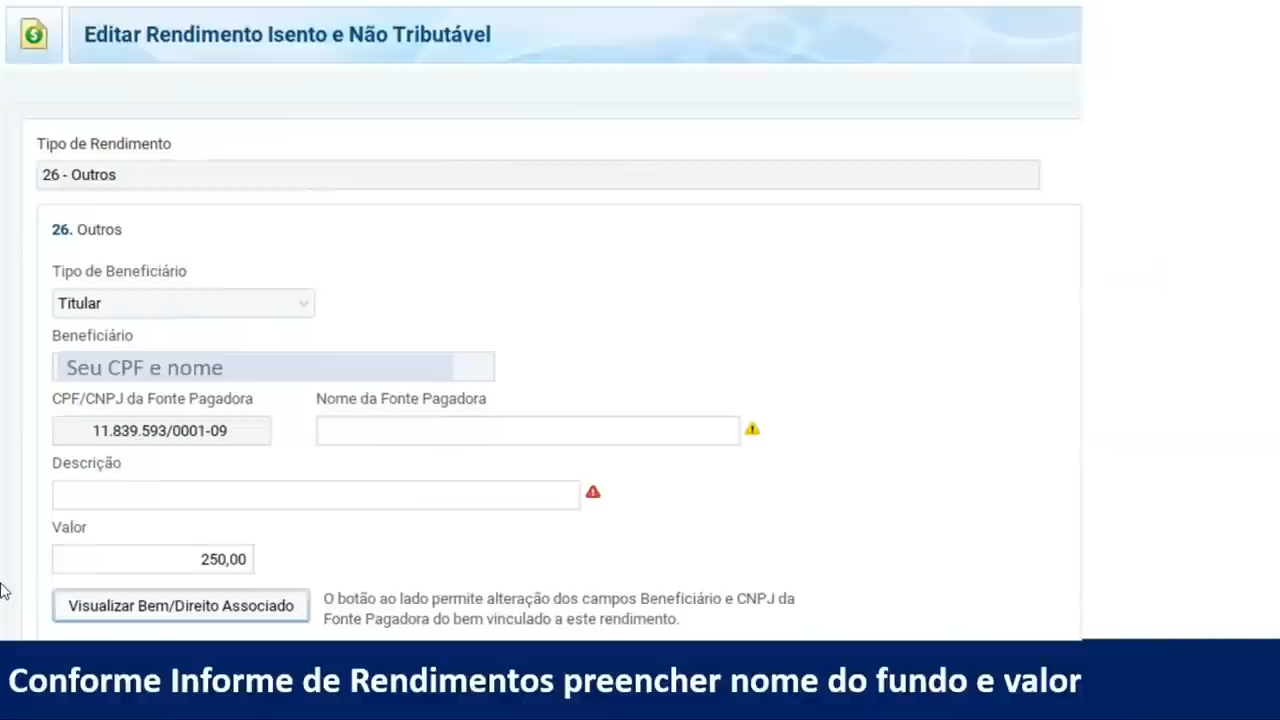 Editar Rendimento Isento e Não Tributável
Tipo de Rendimento
26 - Outros
26. Outros
Tipo de Beneficiário
Titular
Beneficiário
Seu CPF e nome
CPF/CNPJ da Fonte Pagadora
Nome da Fonte Pagadora
11.839.593/0001-09
Descrição
Valor
250,00
Visualizar Bem/Direito Associado
O botão ao lado permite alteração dos campos Beneficiário e CNPJ da
Fonte Pagadora do bem vinculado a este rendimento.
Conforme Informe de Rendimentos preencher nome do fundo e valor